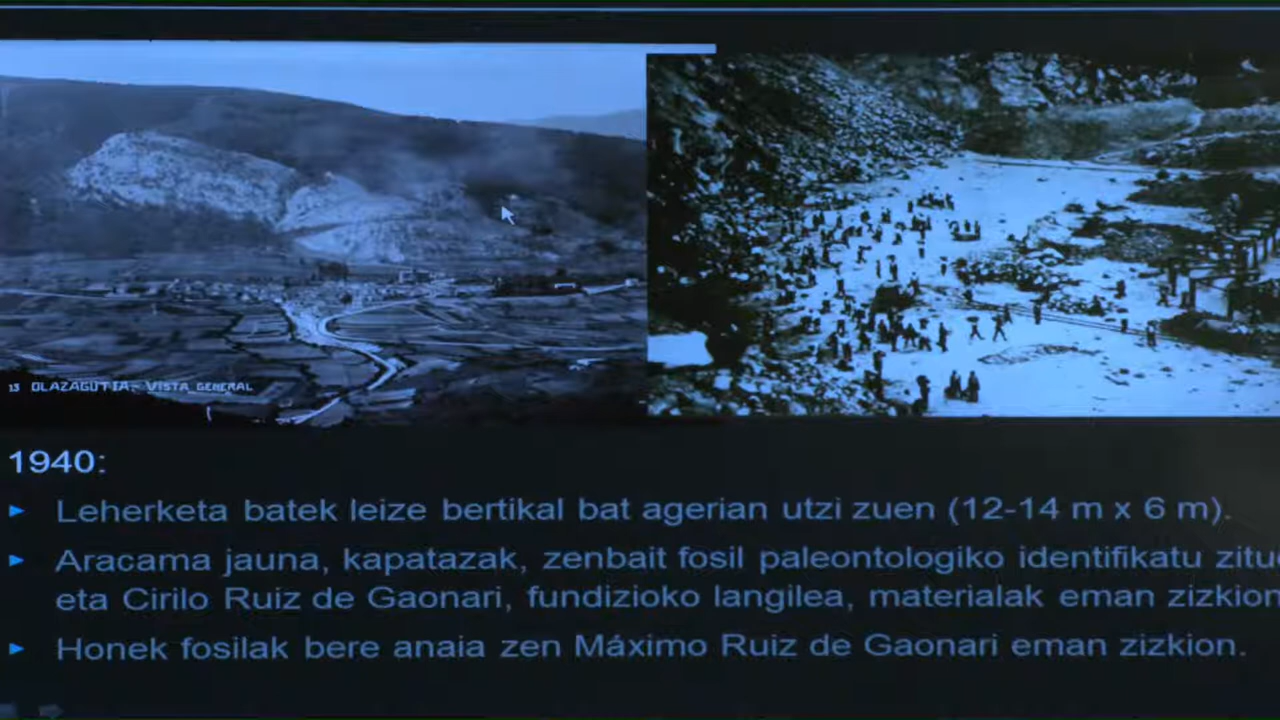 13 OLAZAGUTIA - VISTA GENERAL
1940:
Leherketa batek leize bertikal bat agerian utzi zuen (12-14 m x 6 m).
Aracama jauna, kapatazak, zenbait fosil paleontologiko identifikatu
eta Cirilo Ruiz de Gaonari, fundizioko langilea, materialak eman zizkion
Honek fosilak bere anaia zen Máximo Ruiz de Gaonari eman zizkion.